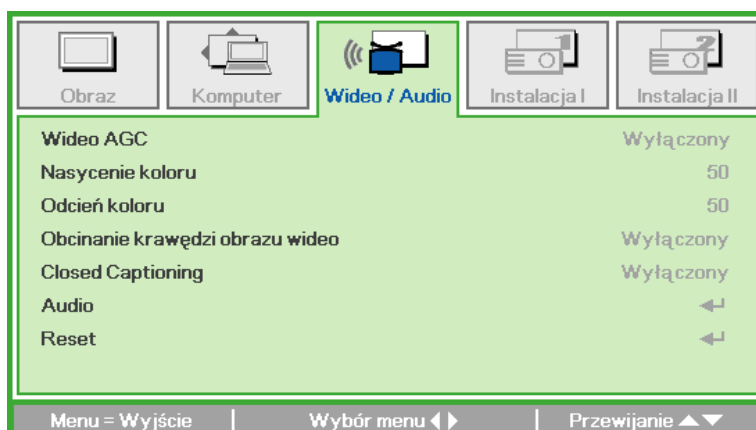 Obraz Komputer Wideo / Audio Instalacja I Instalacja II
Wideo AGC Wyłączony
Nasycenie koloru 50
Odcień koloru 50
Obcinanie krawędzi obrazu wideo Wyłączony
Closed Captioning Wyłączony
Audio
Reset
Menu = Wyjście Wybór menu Przewijanie